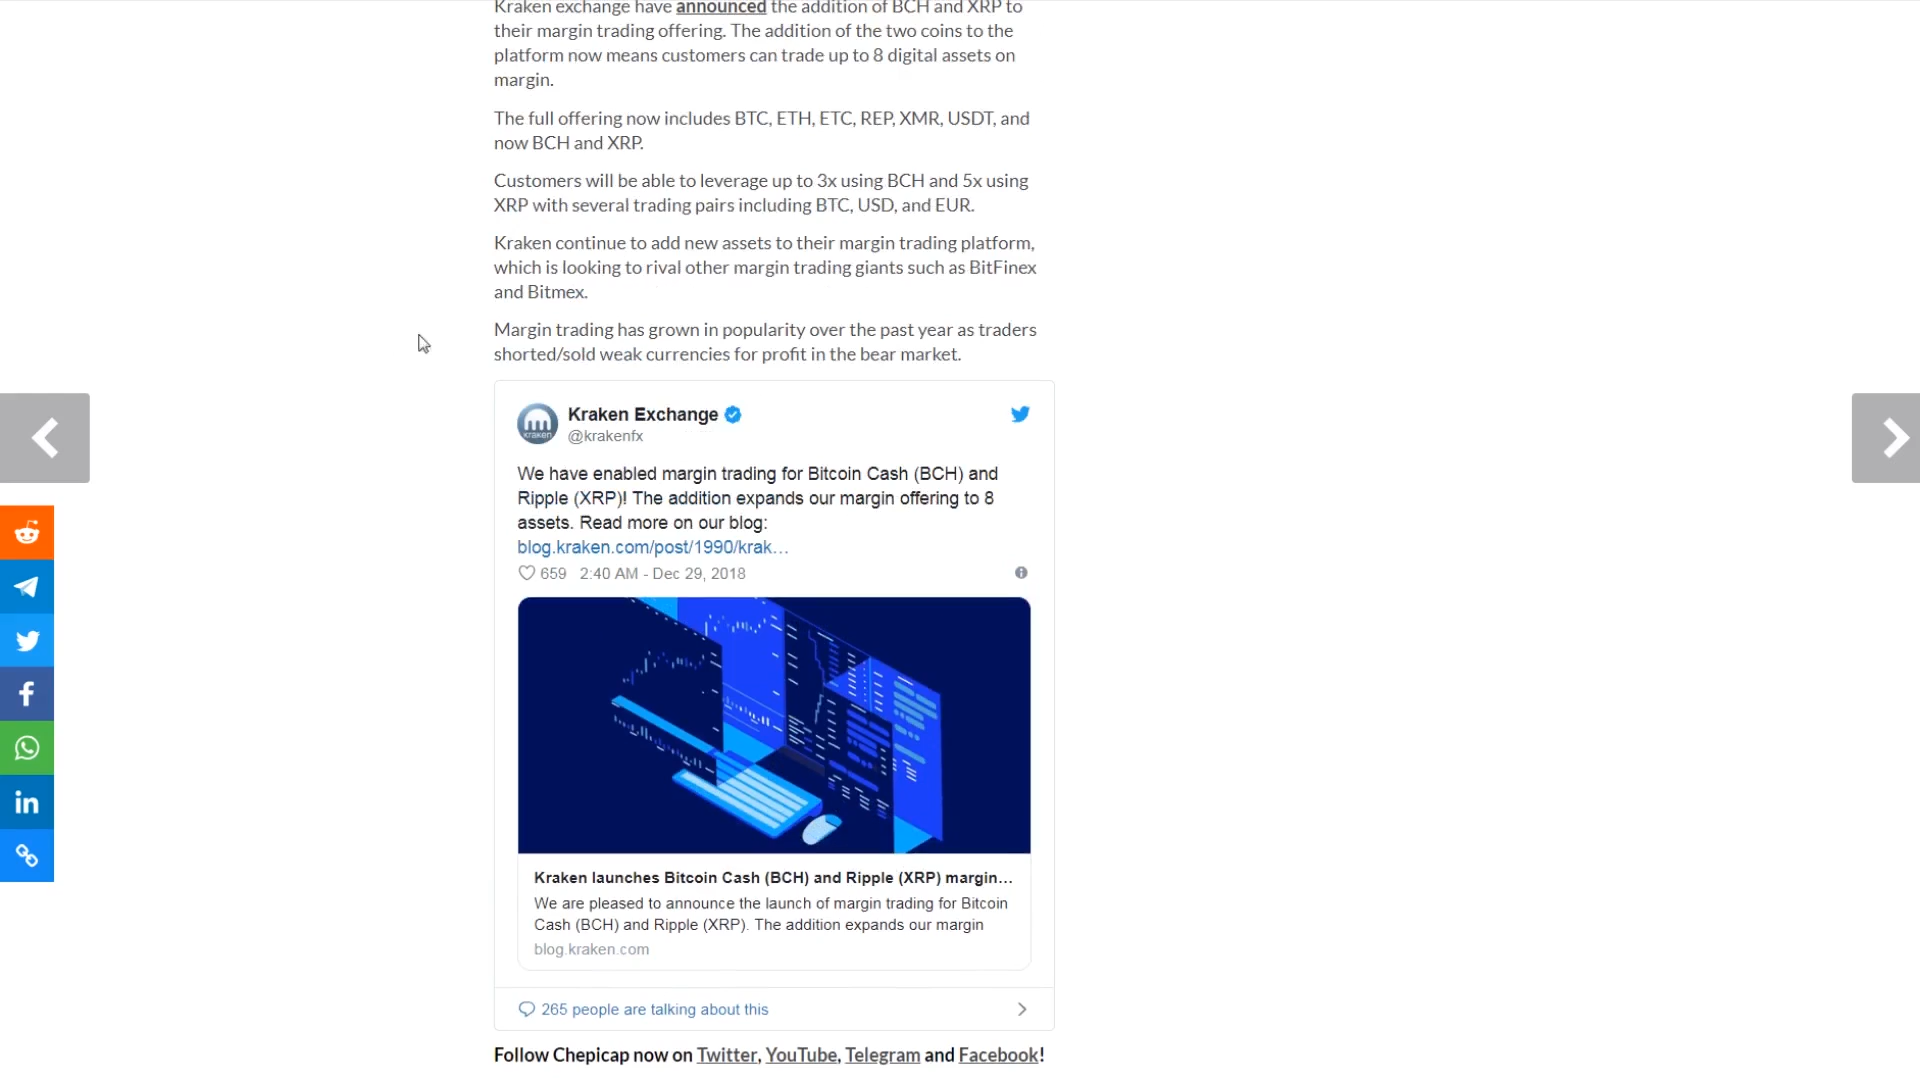 Kraken exchange have announced the addition of BCH and XRP to
their margin trading offering. The addition of the two coins to the
platform now means customers can trade up to 8 digital assets on
margin.
The full offering now includes BTC, ETH, ETC, REP, XMR, USDT, and
now BCH and XRP.
Customers will be able to leverage up to 3x using BCH and 5x using
XRP with several trading pairs including BTC, USD, and EUR.
Kraken continue to add new assets to their margin trading platform,
which is looking to rival other margin trading giants such as BitFinex
and Bitmex.
Margin trading has grown in popularity over the past year as traders
shorted/sold weak currencies for profit in the bear market.
Kraken Exchange
@krakenfx
We have enabled margin trading for Bitcoin Cash (BCH) and
Ripple (XRP)! The addition expands our margin offering to 8
assets. Read more on our blog:
blog.kraken.com/post/1990/krak…
659 2:40 AM - Dec 29, 2018
Kraken launches Bitcoin Cash (BCH) and Ripple (XRP) margin…
We are pleased to announce the launch of margin trading for Bitcoin
Cash (BCH) and Ripple (XRP). The addition expands our margin
blog.kraken.com
265 people are talking about this
Follow Chepicap now on Twitter, YouTube, Telegram and Facebook!